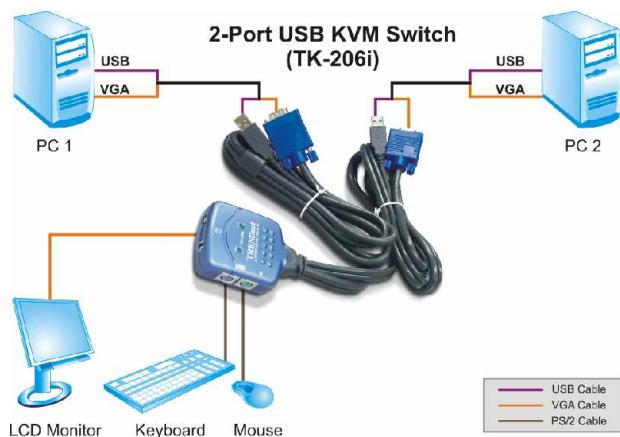 2-Port USB KVM Switch
(TK-206i)
USB
VGA
PC 1
USB
VGA
PC 2
TRENDnet
LCD Monitor
Keyboard
Mouse
USB Cable
VGA Cable
PS/2 Cable